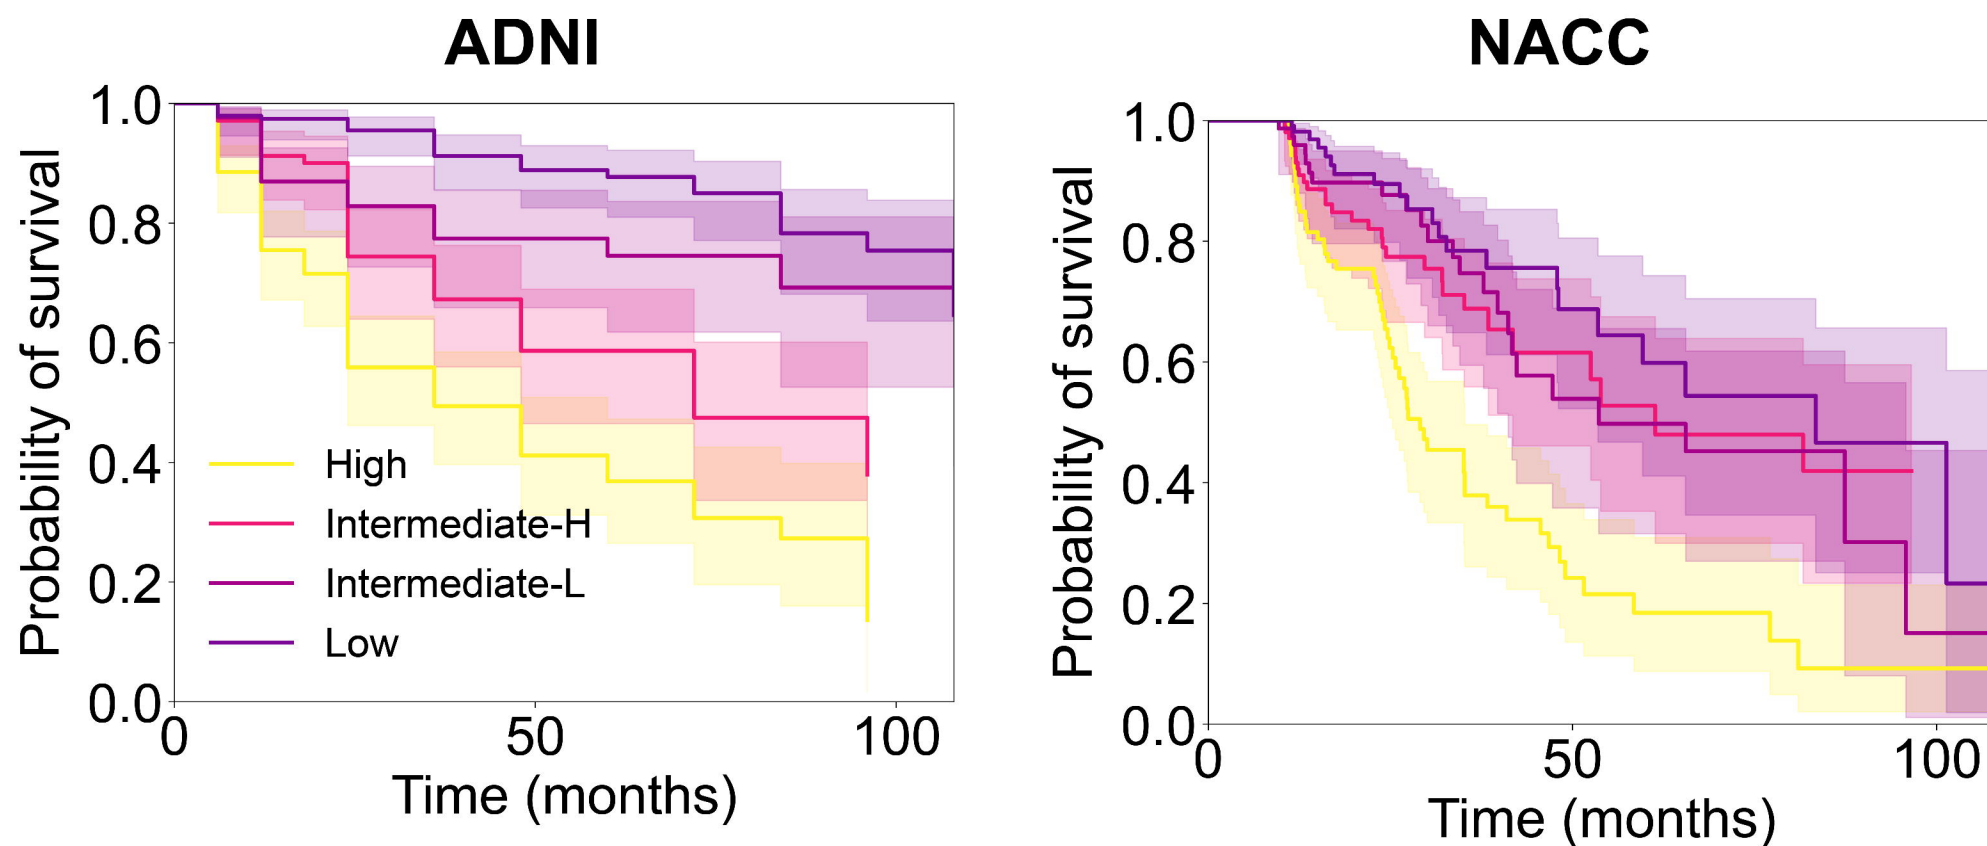 ADNI
Probability of survival
1.0
0.8
0.6
0.4
0.2
0.0
High
Intermediate-H
Intermediate-L
Low
0
50
100
Time (months)
NACC
Probability of survival
1.0
0.8
0.6
0.4
0.2
0.0
0
50
100
Time (months)